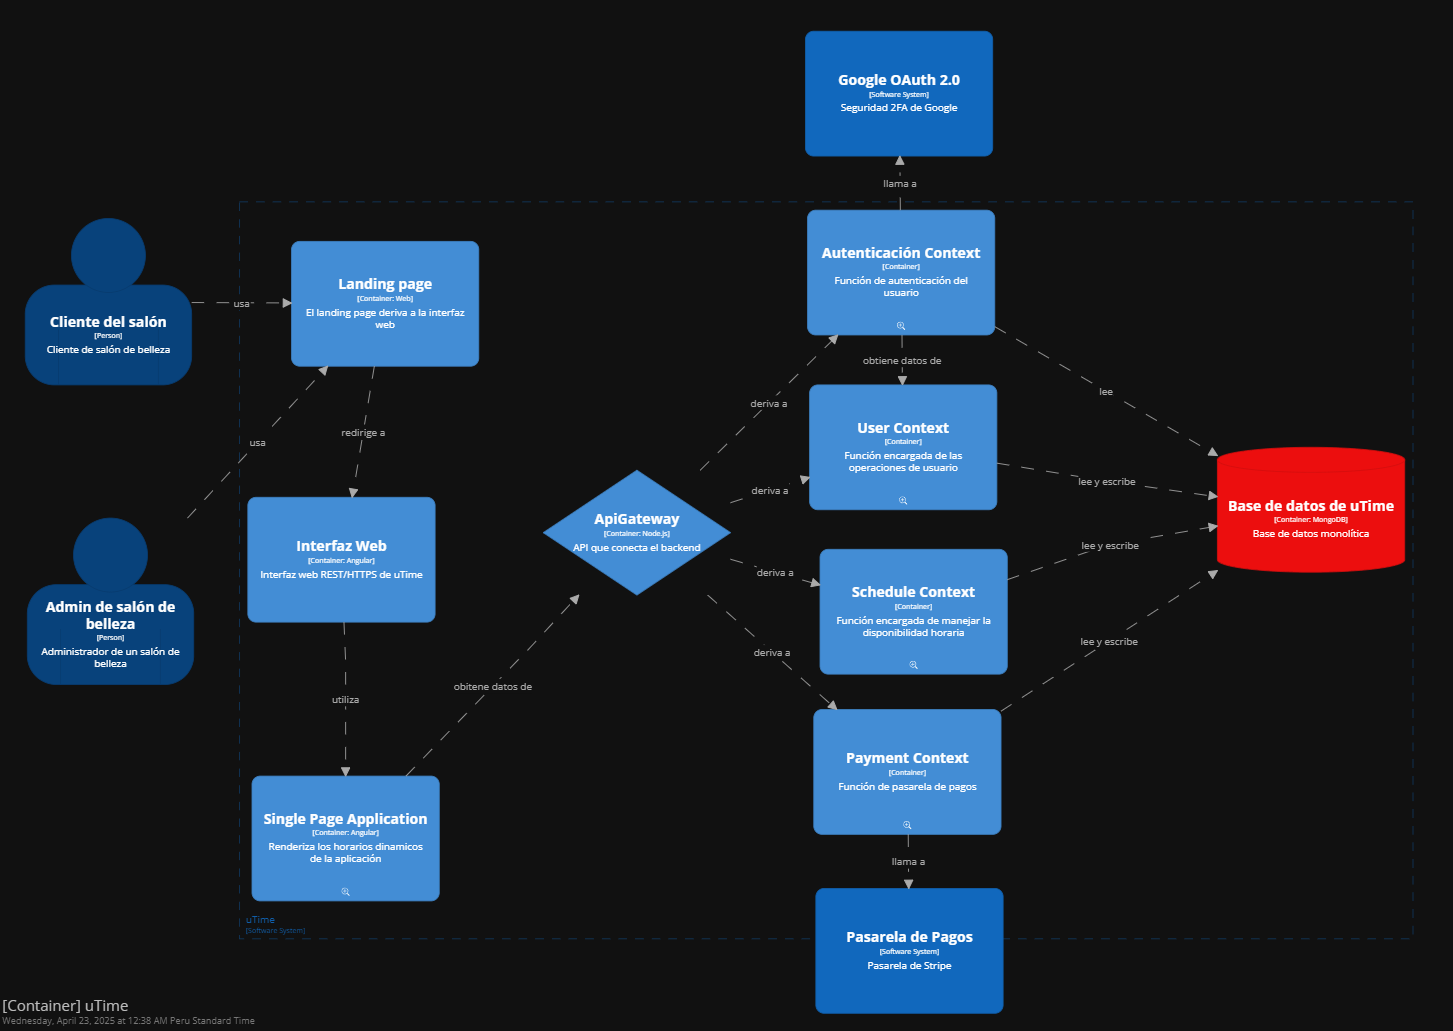 Google OAuth 2.0
[Software System]
Seguridad 2FA de Google
llama a
Autenticación Context
[Container]
Función de autenticación del
usuario
Landing page
[Container: Web]
El landing page deriva a la interfaz
web
Cliente del salón
[Person]
Cliente de salón de belleza
usa
usa
redirige a
obtiene datos de
lee
deriva a
User Context
[Container]
Función encargada de las
operaciones de usuario
deriva a
lee y escribe
Base de datos de uTime
[Container: MongoDB]
Base de datos monolítica
ApiGateway
[Container: Node.js]
API que conecta el backend
Interfaz Web
[Container: Angular]
Interfaz web REST/HTTPS de uTime
lee y escribe
deriva a
Schedule Context
[Container]
Función encargada de manejar la
disponibilidad horaria
Admin de salón de
belleza
[Person]
Administrador de un salón de
belleza
deriva a
lee y escribe
obitene datos de
utiliza
Payment Context
[Container]
Función de pasarela de pagos
Single Page Application
[Container: Angular]
Renderiza los horarios dinamicos
de la aplicación
llama a
uTime
[Software System]
Pasarela de Pagos
[Software System]
Pasarela de Stripe
[Container] uTime
Wednesday, April 23, 2025 at 12:38 AM Peru Standard Time